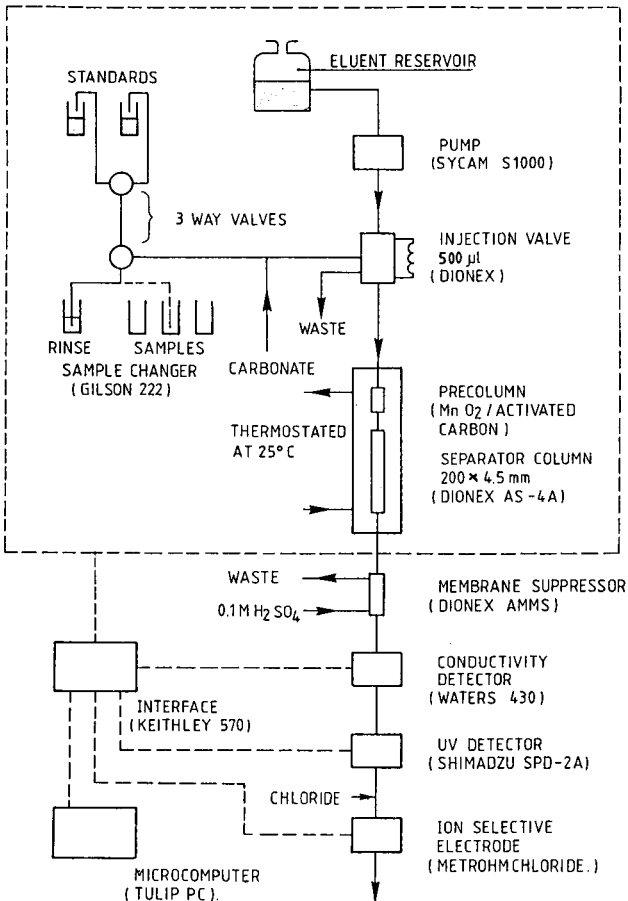 ELUENT RESERVOIR
STANDARDS
PUMP
(SYCAM S1000)
3 WAY VALVES
INJECTION VALVE
500 µl
(DIONEX)
WASTE
RINSE SAMPLES
SAMPLE CHANGER
(GILSON 222)
CARBONATE
PRECOLUMN
(Mn O2/ACTIVATED
CARBON)
THERMOSTATED
AT 25°C
SEPARATOR COLUMN
200 × 4.5 mm
(DIONEX AS-4A)
WASTE
0.1 M H2 SO4
MEMBRANE SUPPRESSOR
(DIONEX AMMS)
CONDUCTIVITY
DETECTOR
(WATERS 430)
INTERFACE
(KEITHLEY 570)
UV DETECTOR
(SHIMADZU SPD-2A)
CHLORIDE
ION SELECTIVE
ELECTRODE
(METROHMCHLORIDE.)
MICROCOMPUTER
(TULIP PC).